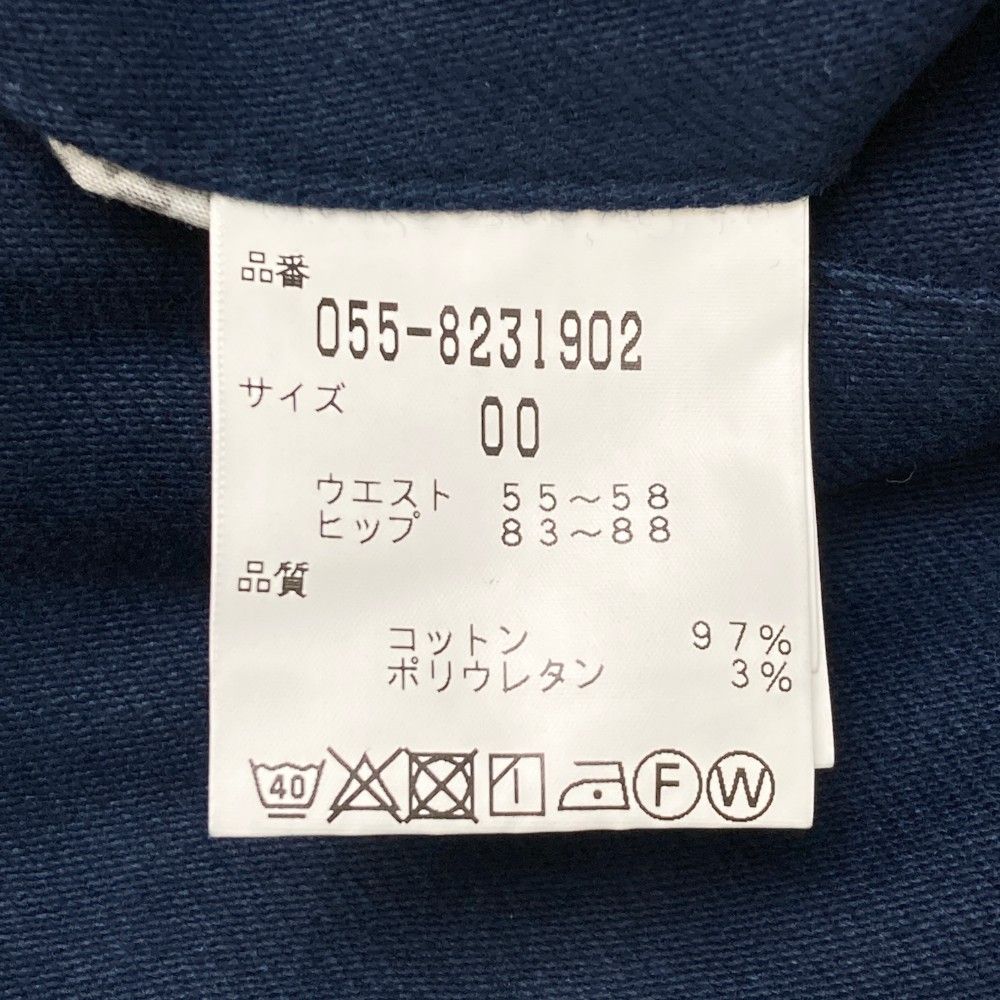 品番
055-8231902
サイズ
00
ウエスト 55～58
ヒップ 83～88
品質
コットン 97%
ポリウレタン 3%
40 F W